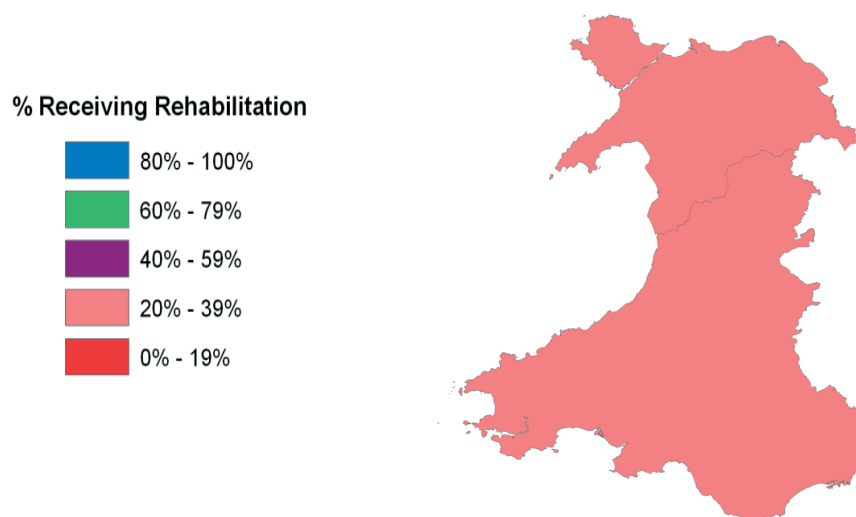 % Receiving Rehabilitation
80% - 100%
60% - 79%
40% - 59%
20% - 39%
0% - 19%